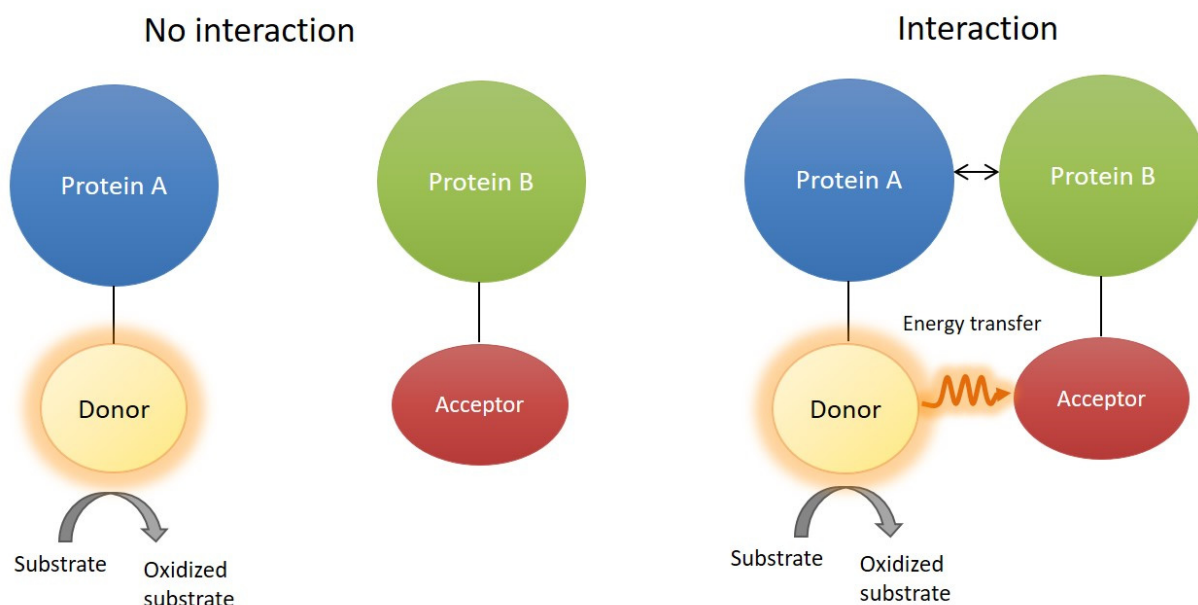 No interaction
Interaction
Protein A
Protein B
Protein A
Protein B
Energy transfer
Donor
Acceptor
Donor
Acceptor
Substrate
Oxidized
substrate
Substrate
Oxidized
substrate